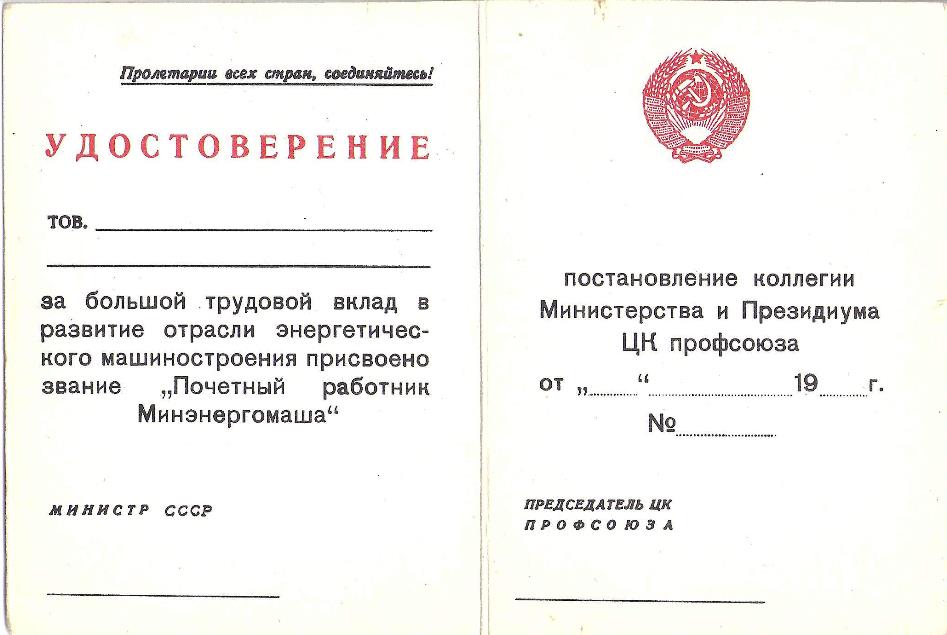 Пролетарии всех стран, соединяйтесь!
УДОСТОВЕРЕНИЕ
ТОВ.
за большой трудовой вклад в
развитие отрасли энергетичес-
кого машиностроения присвоено
звание „Почетный работник
Минэнергомаша“
МИНИСТР СССР
постановление коллегии
Министерства и Президиума
ЦК профсоюза
от „ “ 19 г.
№
ПРЕДСЕДАТЕЛЬ ЦК
ПРОФСОЮЗА